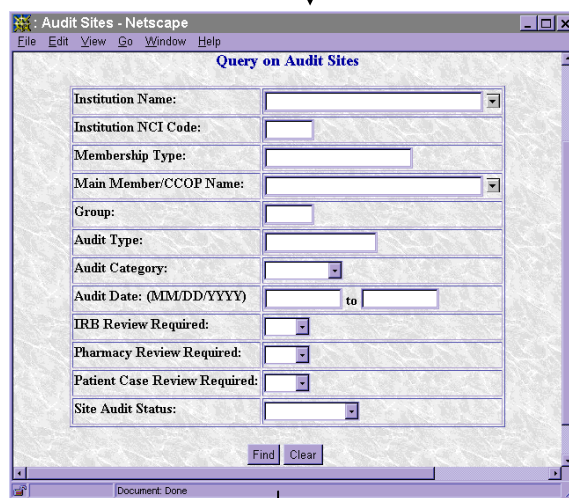 : Audit Sites - Netscape
File Edit View Go Window Help
Query on Audit Sites
Institution Name:
Institution NCI Code:
Membership Type:
Main Member/CCOP Name:
Group:
Audit Type:
Audit Category:
Audit Date: (MM/DD/YYYY) to
IRB Review Required:
Pharmacy Review Required:
Patient Case Review Required:
Site Audit Status:
Find Clear
Document: Done